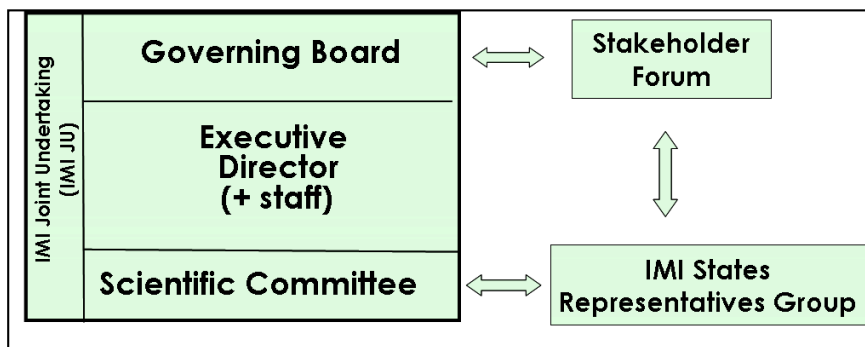 IMI Joint Undertaking
(IMI JU)
Governing Board
Executive
Director
(+ staff)
Scientific Committee
Stakeholder
Forum
IMI States
Representatives Group